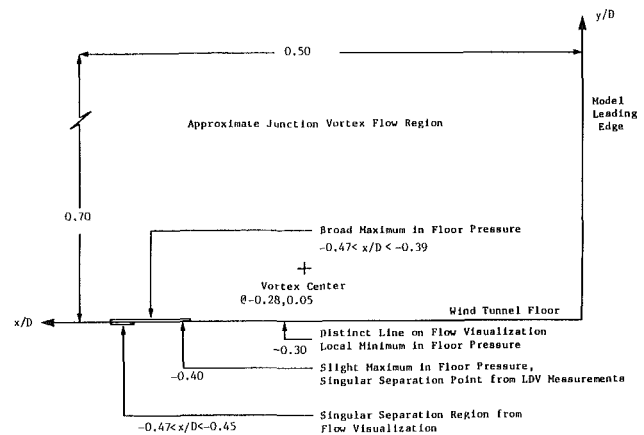 y/D
0.50
Model
Leading
Edge
Approximate Junction Vortex Flow Region
0.70
Broad Maximum in Floor Pressure
-0.47< x/D < -0.39
Vortex Center
@-0.28,0.05
Wind Tunnel Floor
x/D
Distinct Line on Flow Visualization
~0.30
Local Minimum in Floor Pressure
Slight Maximum in Floor Pressure,
-0.40
Singular Separation Point from LDV Measurements
Singular Separation Region from
-0.47<x/D<-0.45
Flow Visualization